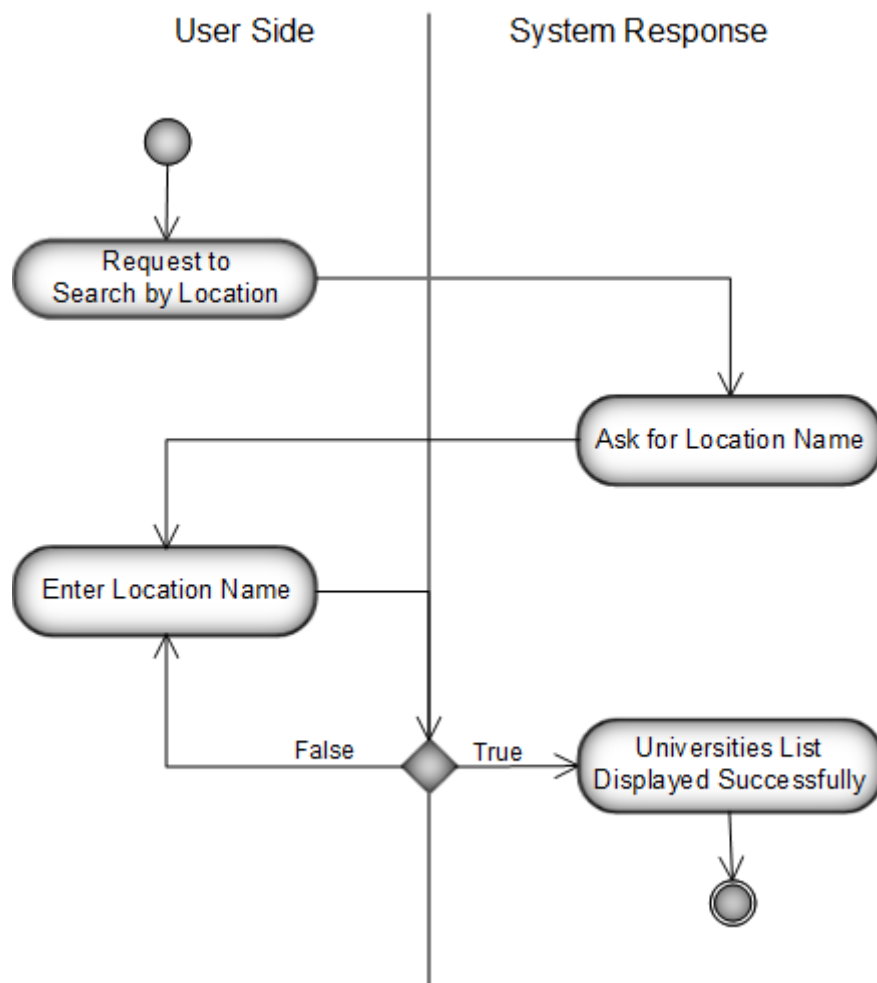 User Side
System Response
Request to
Search by Location
Ask for Location Name
Enter Location Name
False
True
Universities List
Displayed Successfully